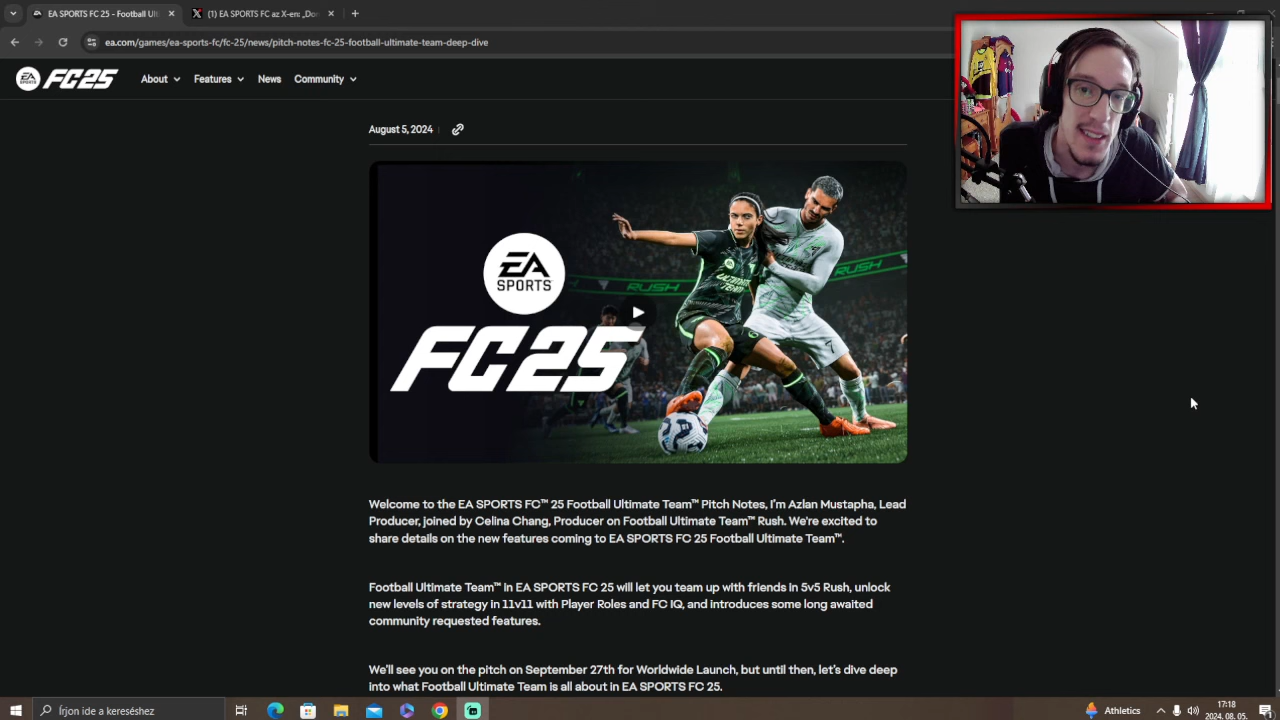 EA SPORTS FC 25 - Football Ulti
(1) EA SPORTS FC az X-en: „Don
ea.com/games/ea-sports-fc/fc-25/news/pitch-notes-fc-25-football-ultimate-team-deep-dive
EA SPORTS FC25
About
Features
News
Community
August 5, 2024
EA
SPORTS
FC25
RUSH
RUSH
ULTIMATE
TEAM
7
Welcome to the EA SPORTS FC™ 25 Football Ultimate Team™ Pitch Notes, I'm Azlan Mustapha, Lead
Producer, joined by Celina Chang, Producer on Football Ultimate Team™ Rush. We're excited to
share details on the new features coming to EA SPORTS FC 25 Football Ultimate Team™.
Football Ultimate Team™ in EA SPORTS FC 25 will let you team up with friends in 5v5 Rush, unlock
new levels of strategy in 11v11 with Player Roles and FC IQ, and introduces some long awaited
community requested features.
We'll see you on the pitch on September 27th for Worldwide Launch, but until then, let's dive deep
into what Football Ultimate Team is all about in EA SPORTS FC 25.
Írjon ide a kereséshez
Athletics
17:18
2024. 08. 05.